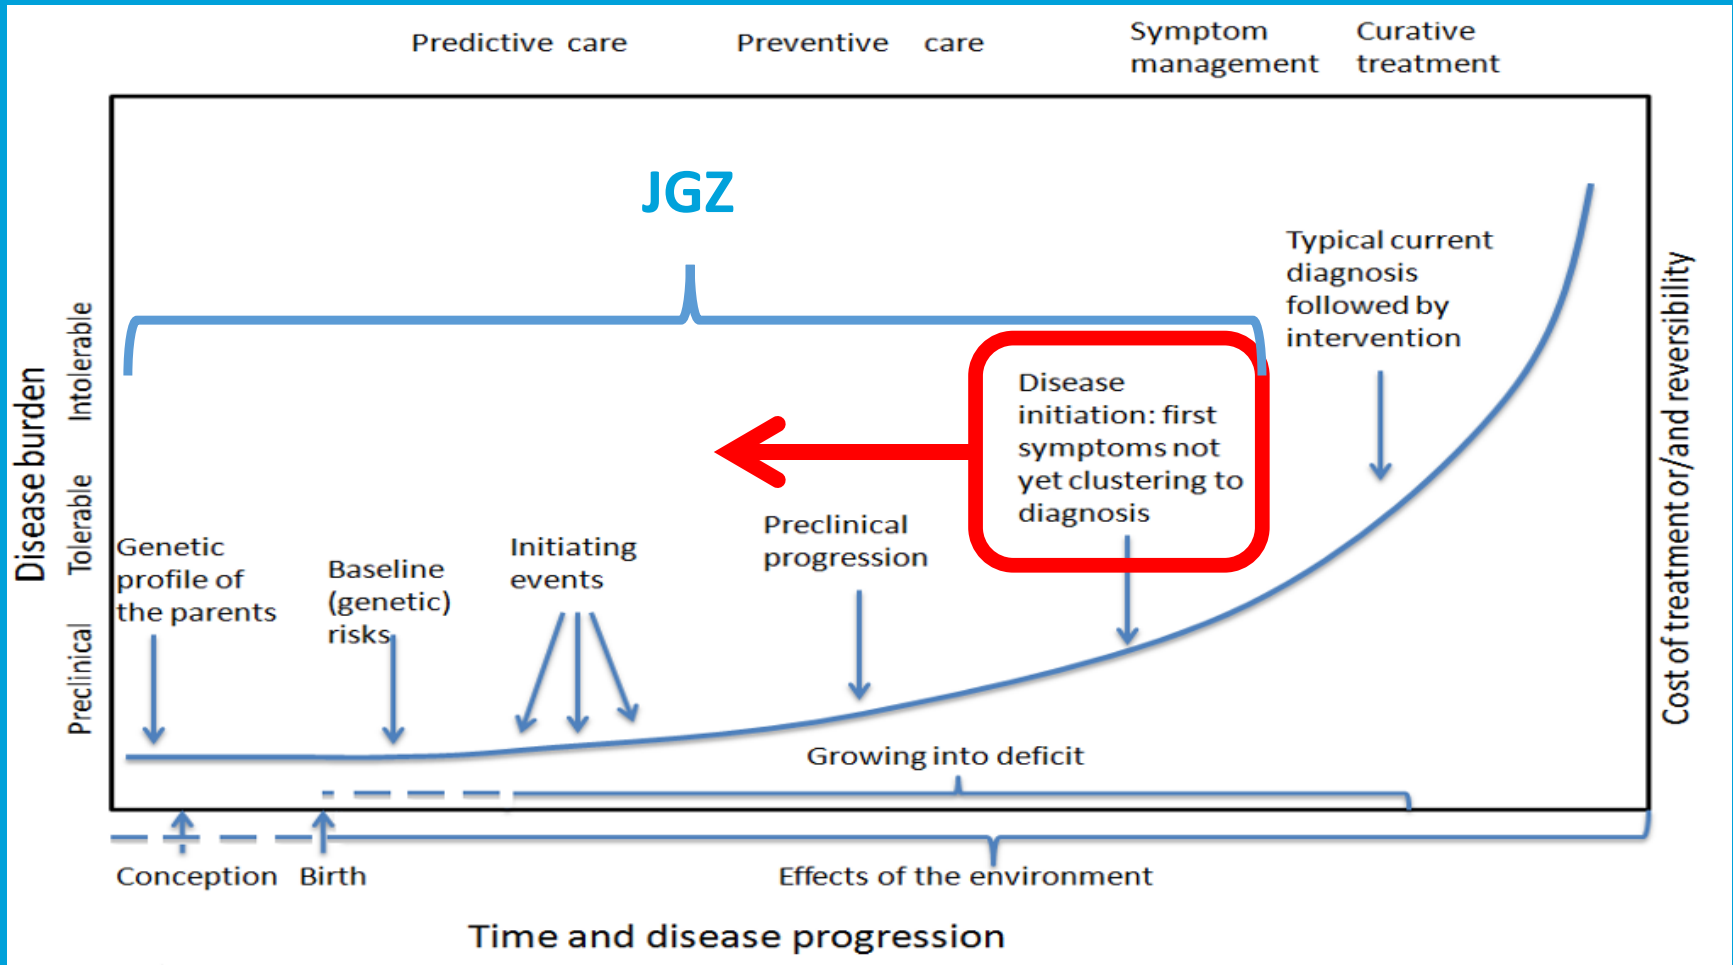 Predictive care
Preventive care
Symptom
management
Curative
treatment
JGZ
Typical current
diagnosis
followed by
intervention
Disease
initiation: first
symptoms not
yet clustering to
diagnosis
Preclinical
progression
Initiating
events
Baseline
(genetic)
risks
Genetic
profile of
the parents
Disease burden
Intolerable
Tolerable
Preclinical
Cost of treatment or/and reversibility
Growing into deficit
Conception
Birth
Effects of the environment
Time and disease progression